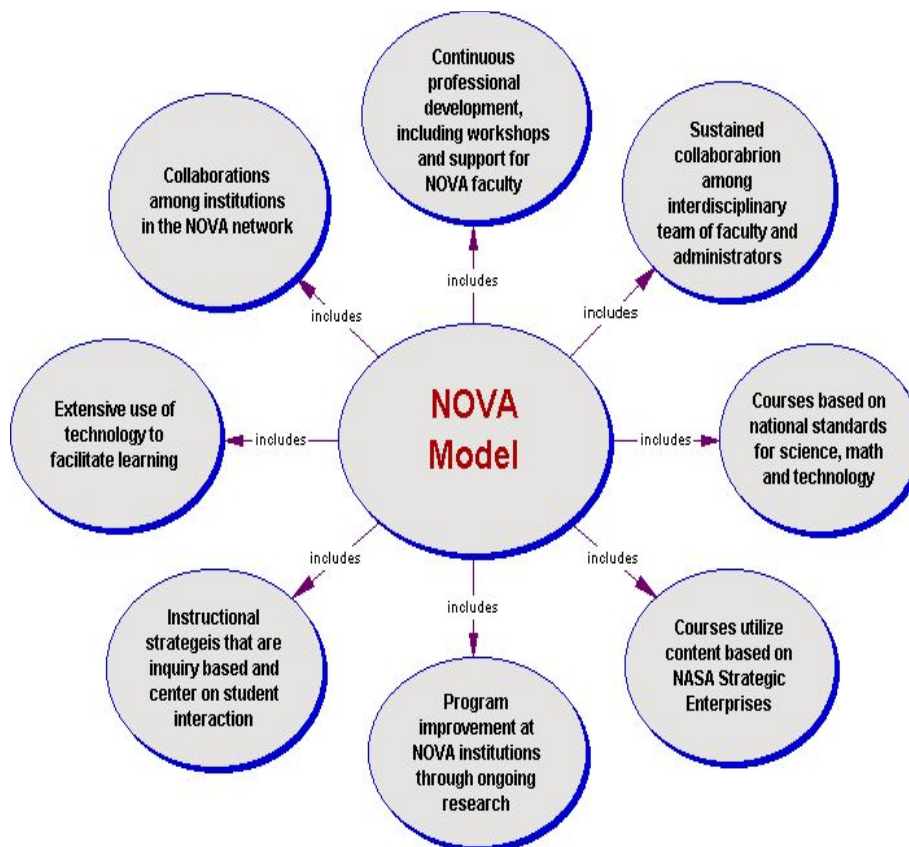 Continuous
professional
development,
including workshops
and support for
NOVA faculty
Sustained
collaborabrion
among
interdisciplinary
team of faculty and
administrators
Collaborations
among institutions
in the NOVA network
includes
includes
includes
NOVA
Model
Extensive use of
technology to
facilitate learning
includes
includes
Courses based on
national standards
for science, math
and technology
includes
includes
includes
Instructional
strategeis that are
inquiry based and
center on student
interaction
Program
improvement at
NOVA institutions
through ongoing
research
Courses utilize
content based on
NASA Strategic
Enterprises